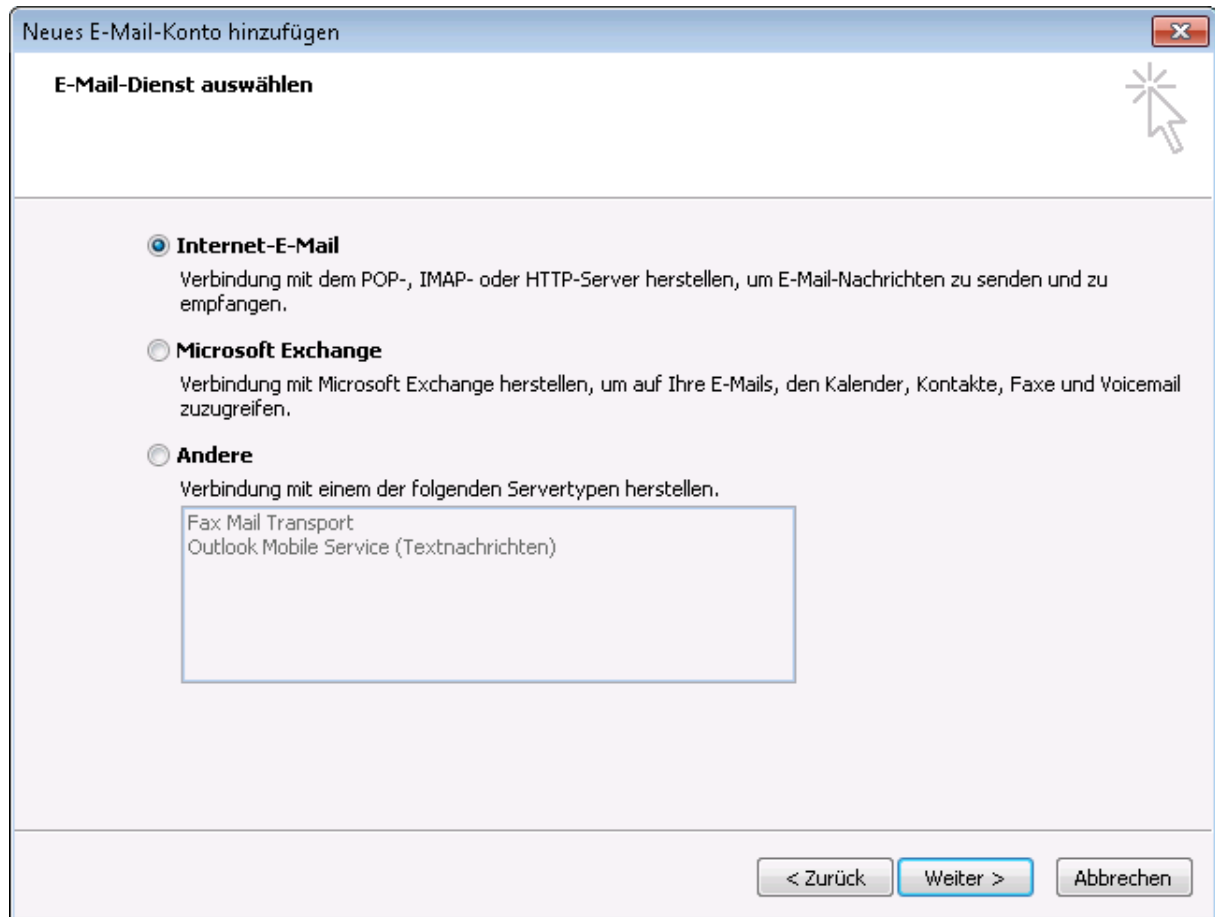 Neues E-Mail-Konto hinzufügen
E-Mail-Dienst auswählen
Internet-E-Mail
Verbindung mit dem POP-, IMAP- oder HTTP-Server herstellen, um E-Mail-Nachrichten zu senden und zu
empfangen.
Microsoft Exchange
Verbindung mit Microsoft Exchange herstellen, um auf Ihre E-Mails, den Kalender, Kontakte, Faxe und Voicemail
zuzugreifen.
Andere
Verbindung mit einem der folgenden Servertypen herstellen.
Fax Mail Transport
Outlook Mobile Service (Textnachrichten)
< Zurück
Weiter >
Abbrechen